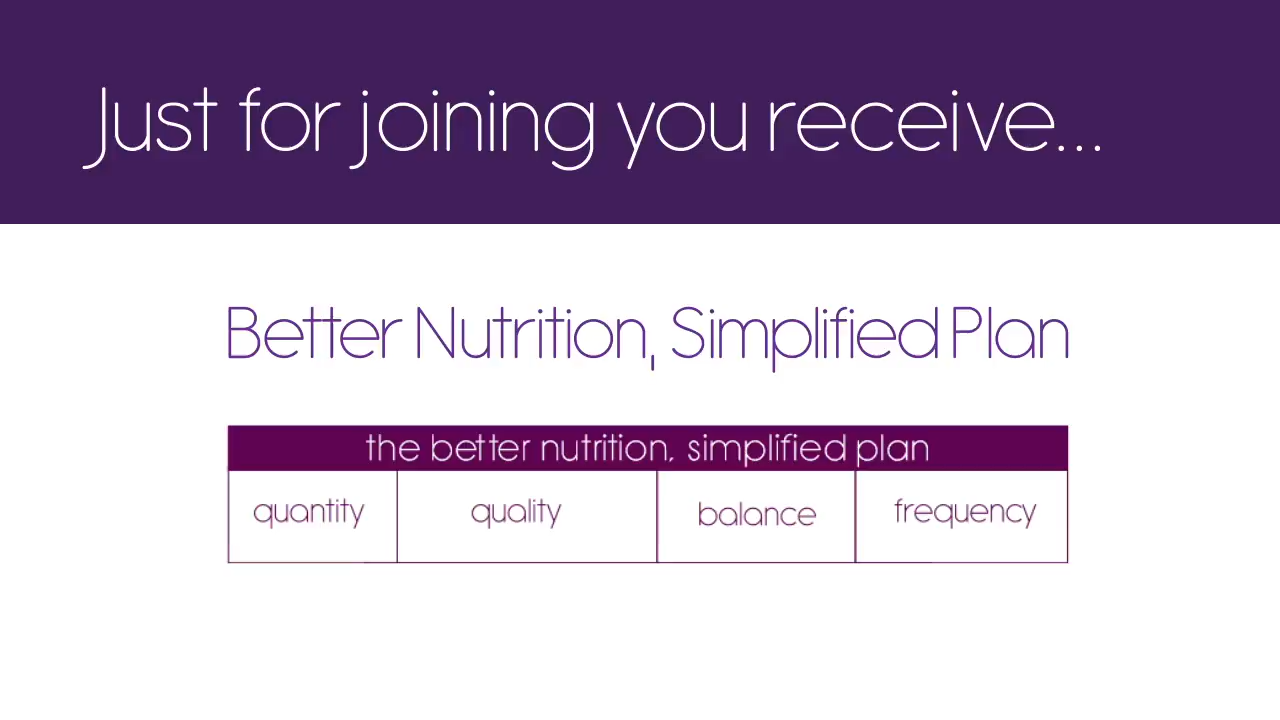 Just for joining you receive...
Better Nutrition, Simplified Plan
the better nutrition, simplified plan
quantity quality balance frequency